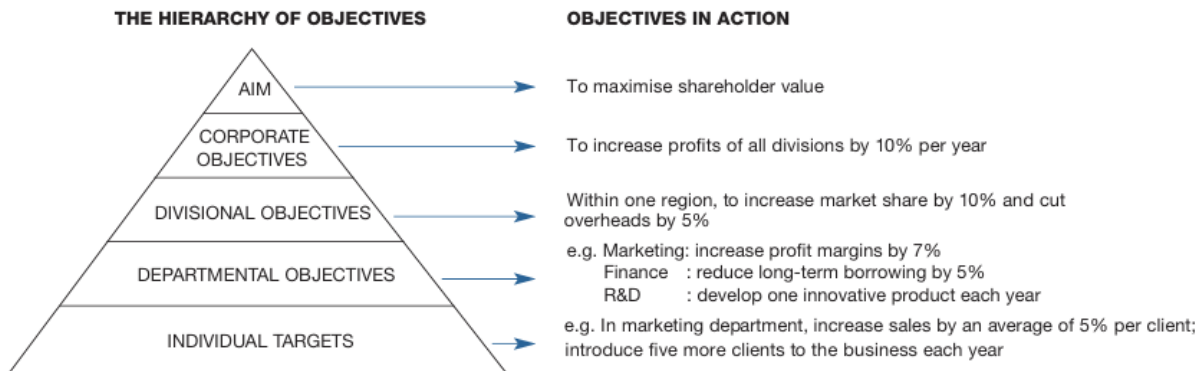 THE HIERARCHY OF OBJECTIVES
OBJECTIVES IN ACTION
AIM
To maximise shareholder value
CORPORATE
OBJECTIVES
To increase profits of all divisions by 10% per year
DIVISIONAL OBJECTIVES
Within one region, to increase market share by 10% and cut
overheads by 5%
DEPARTMENTAL OBJECTIVES
e.g. Marketing: increase profit margins by 7%
Finance : reduce long-term borrowing by 5%
R&D : develop one innovative product each year
INDIVIDUAL TARGETS
e.g. In marketing department, increase sales by an average of 5% per client;
introduce five more clients to the business each year